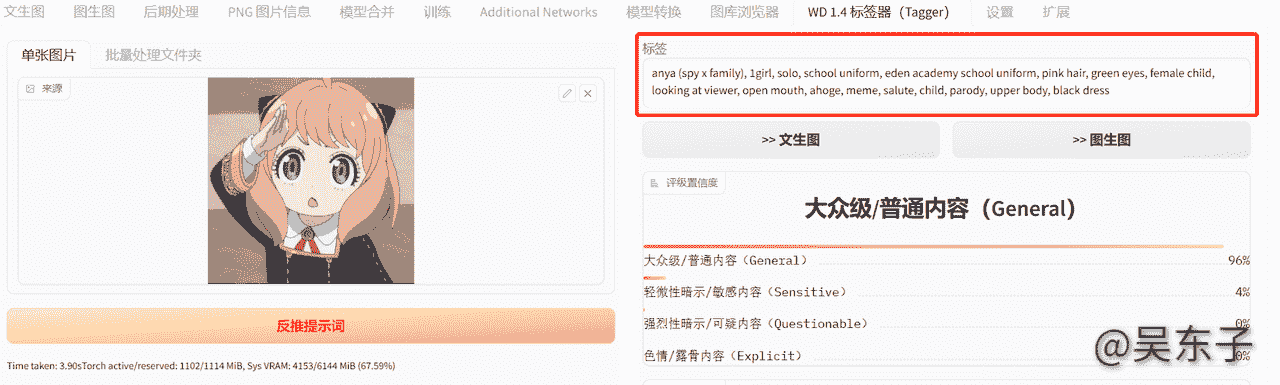 文生图 图生图 后期处理 PNG 图片信息 模型合并 训练 Additional Networks 模型转换 图库浏览器 WD 1.4 标签器（Tagger） 设置 扩展
单张图片 批量处理文件夹
来源
反推提示词
Time taken: 3.90sTorch active/reserved: 1102/1114 MiB, Sys VRAM: 4153/6144 MiB (67.59%)
标签
anya (spy x family), 1girl, solo, school uniform, eden academy school uniform, pink hair, green eyes, female child,
looking at viewer, open mouth, ahoge, meme, salute, child, parody, upper body, black dress
>> 文生图 >> 图生图
评级置信度
大众级/普通内容（General）
大众级/普通内容（General） 96%
轻微性暗示/敏感内容（Sensitive） 4%
强烈性暗示/可疑内容（Questionable） 0%
色情/露骨内容（Explicit） 0%
@吴东子